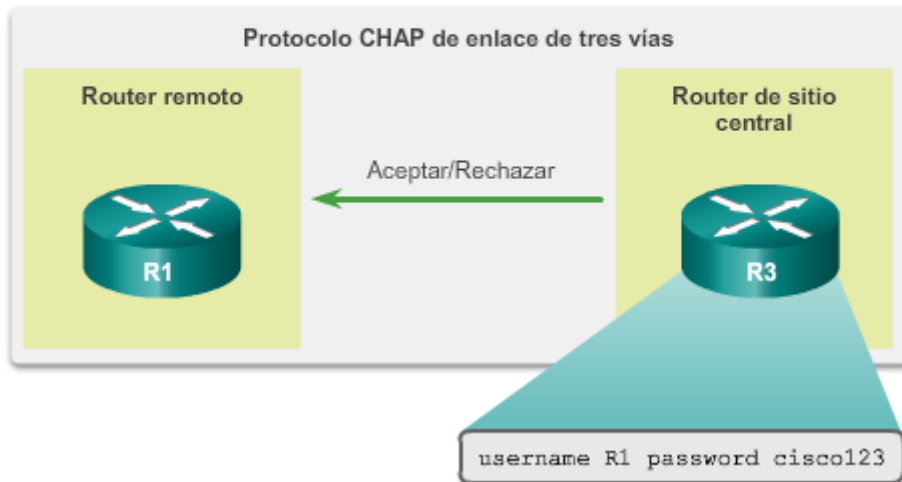 Protocolo CHAP de enlace de tres vías
Router remoto
Router de sitio
central
Aceptar/Rechazar
R1
R3
username R1 password cisco123